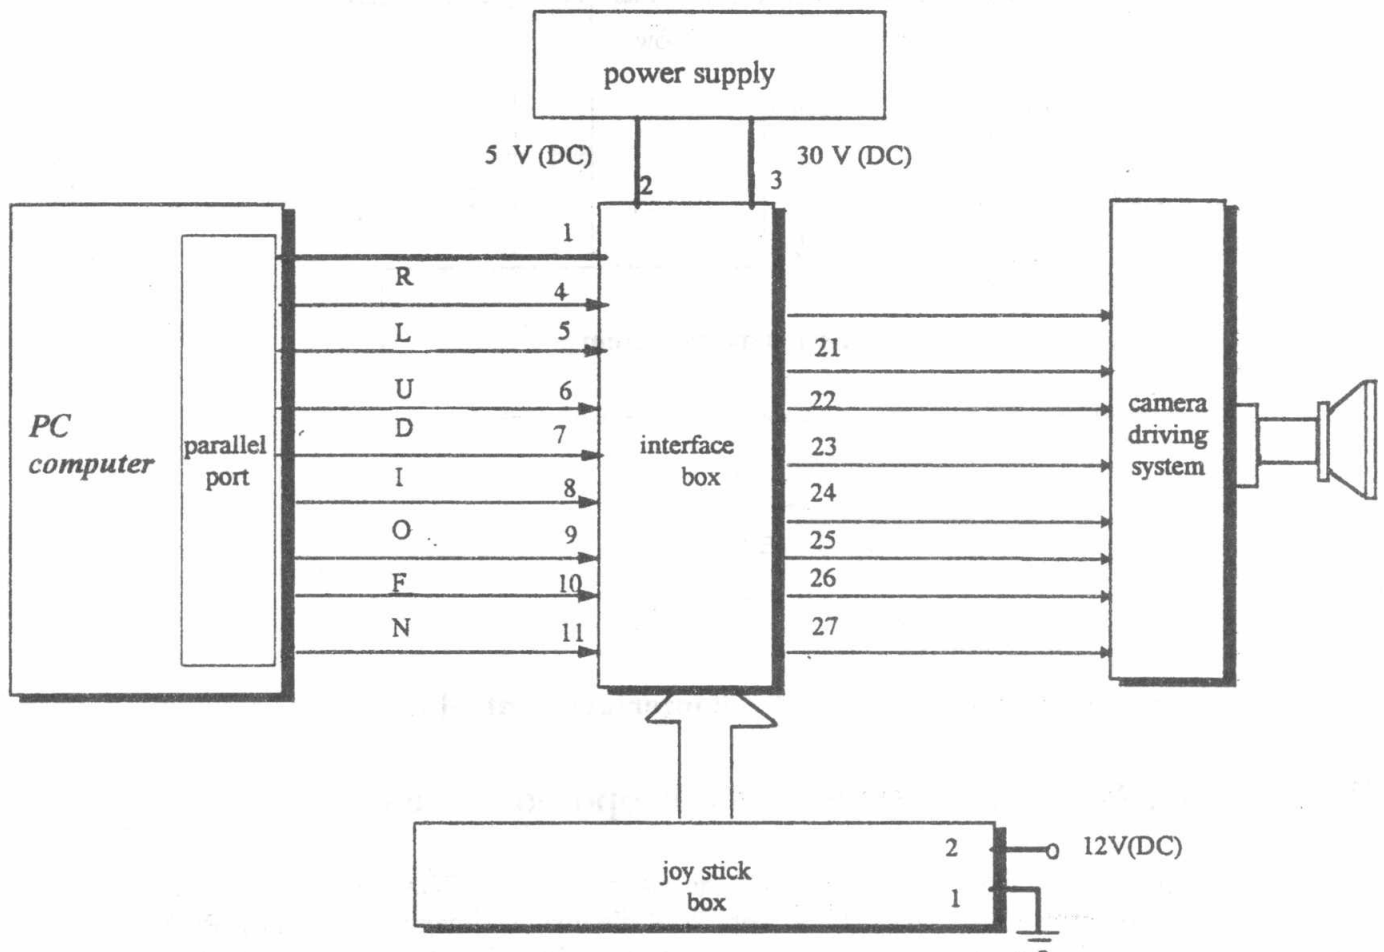 power supply
5 V (DC)
30 V (DC)
2
3
1
R
4
L
5
U
6
D
7
I
8
O
9
F
10
N
11
PC
computer
parallel
port
interface
box
21
22
23
24
25
26
27
camera
driving
system
joy stick
box
2
12V(DC)
1